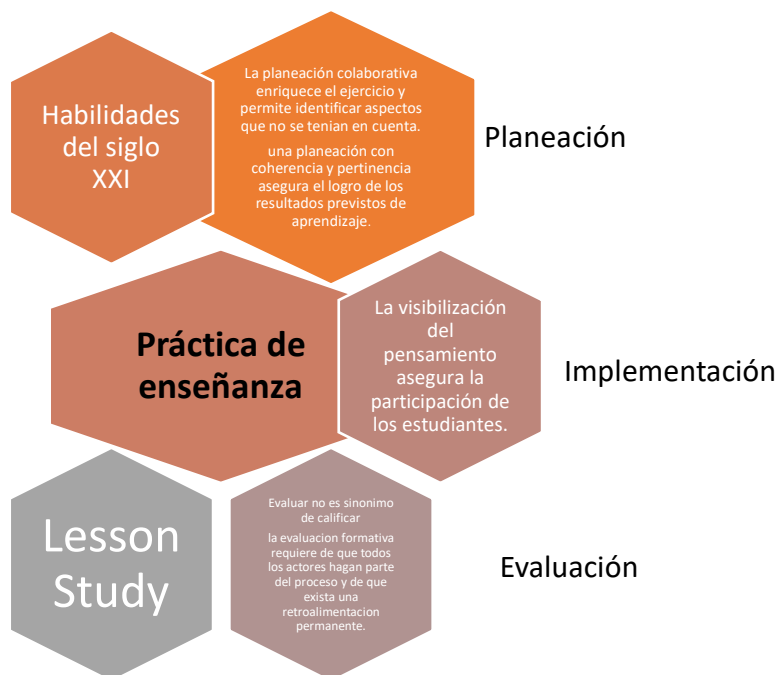 Habilidades
del siglo
XXI
La planeación colaborativa
enriquece el ejercicio y
permite identificar aspectos
que no se tenian en cuenta.
una planeación con
coherencia y pertinencia
asegura el logro de los
resultados previstos de
aprendizaje.
Planeación
Práctica de
enseñanza
La visibilización
del
pensamiento
asegura la
participación de
los estudiantes.
Implementación
Lesson
Study
Evaluar no es sinonimo
de calificar
la evaluacion formativa
requiere de que todos
los actores hagan parte
del proceso y de que
exista una
retroalimentacion
permanente.
Evaluación